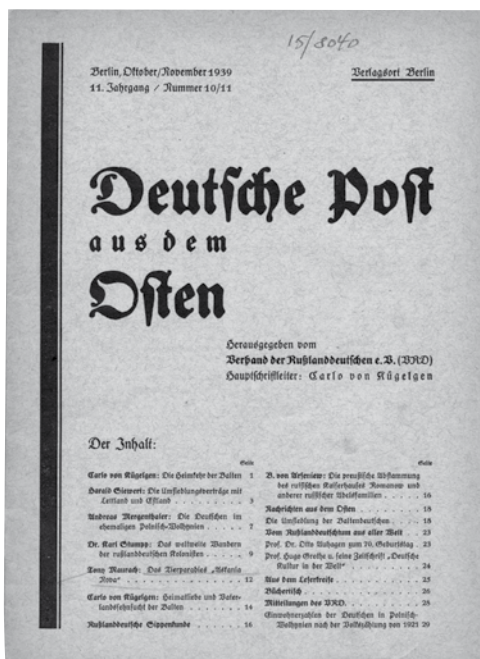 15/8040
Berlin, Oktober/November 1939
Verlagsort Berlin
11. Jahrgang / Nummer 10/11
Deutsche Post
aus dem
Osten
Herausgegeben vom
Verband der Rußlanddeutschen e. V. (VRD)
Hauptschriftleiter: Carlo von Kügelgen
Der Inhalt:
Seite
Carlo von Kügelgen: Die Heimkehr der Balten 1
Harald Siewert: Die Umsiedlungsverträge mit
Lettland und Estland . . . . . . . . 3
Andreas Mergenthaler: Die Deutschen im
ehemaligen Polnisch-Wolhynien . . . . . 7
Dr. Karl Stumpp: Das weltweite Wandern
der rußlanddeutschen Kolonisten . . . . 9
Tony Maurach: Das Tierparadies „Askania
Nova“ . . . . . . . . . . . . 12
Carlo von Kügelgen: Heimatliebe und Vater-
landssehnsucht der Balten . . . . . . 14
Rußlanddeutsche Sippenkunde . . . . . 16
Seite
B. von Arseniew: Die preußische Abstammung
des russischen Kaiserhauses Romanow und
anderer russischer Adelsfamilien . . . . . 16
Nachrichten aus dem Osten . . . . . . 18
Die Umsiedlung der Baltendeutschen . . . . 18
Vom Rußlanddeutschtum aus aller Welt . . 23
Prof. Dr. Otto Auhagen zum 70. Geburtstag . 23
Prof. Hugo Grothe u. seine Zeitschrift „Deutsche
Kultur in der Welt“ . . . . . . . . 24
Aus dem Leserkreise . . . . . . . . 25
Büchertisch . . . . . . . . . . . 26
Mitteilungen des VRD. . . . . . . . 28
Einwohnerzahlen der Deutschen in Polnisch-
Wolhynien nach der Volkszählung von 1921 29